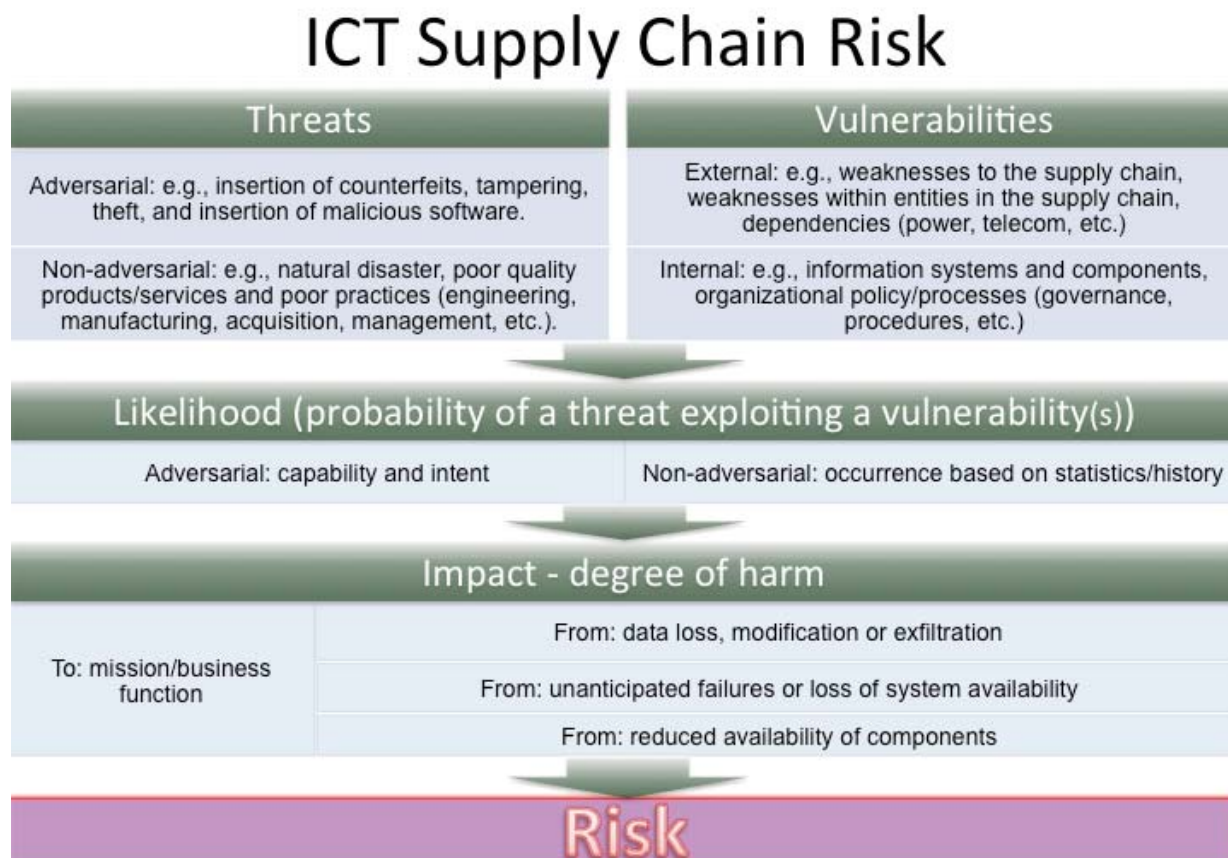 ICT Supply Chain Risk
Threats
Adversarial: e.g., insertion of counterfeits, tampering,
theft, and insertion of malicious software.
Non-adversarial: e.g., natural disaster, poor quality
products/services and poor practices (engineering,
manufacturing, acquisition, management, etc.).
Vulnerabilities
External: e.g., weaknesses to the supply chain,
weaknesses within entities in the supply chain,
dependencies (power, telecom, etc.)
Internal: e.g., information systems and components,
organizational policy/processes (governance,
procedures, etc.)
Likelihood (probability of a threat exploiting a vulnerability(s))
Adversarial: capability and intent
Non-adversarial: occurrence based on statistics/history
Impact - degree of harm
To: mission/business
function
From: data loss, modification or exfiltration
From: unanticipated failures or loss of system availability
From: reduced availability of components
Risk